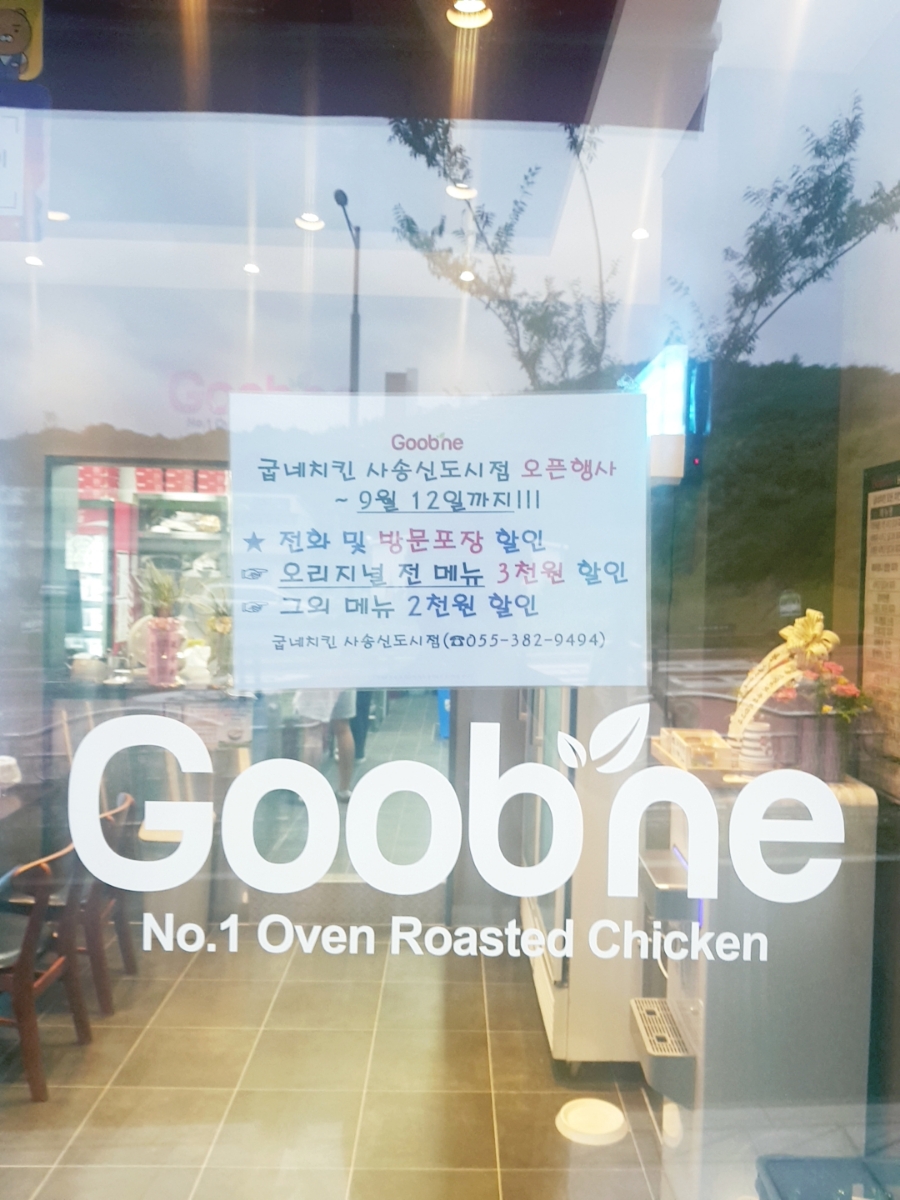 Goobne
굽네치킨 사송신도시점 오픈행사
~ 9월 12일까지!!!
★ 전화 및 방문포장 할인
☞ 오리지널 전 메뉴 3천원 할인
☞ 그외 메뉴 2천원 할인
굽네치킨 사송신도시점(☎055-382-9494)
Goobne
No.1 Oven Roasted Chicken